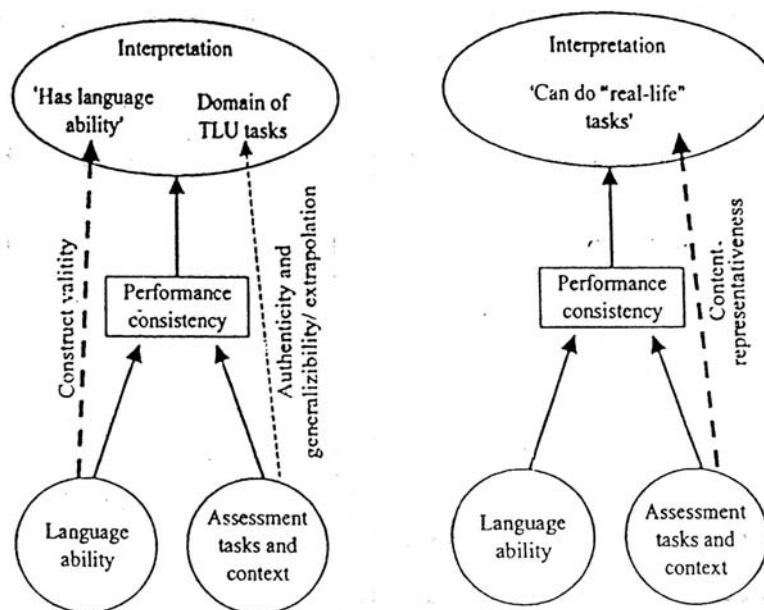 Interpretation
'Has language
ability'
Domain of
TLU tasks
Construct valitity
Performance
consistency
Authenticity and
generalizibility/ extrapolation
Language
ability
Assessment
tasks and
context
Interpretation
'Can do "real-life"
tasks'
Performance
consistency
Content
representativeness
Language
ability
Assessment
tasks and
context